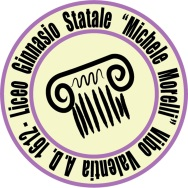 Liceo Ginnasio Statale "Michele Morelli" Vibo Valentia A.D. 1612 -